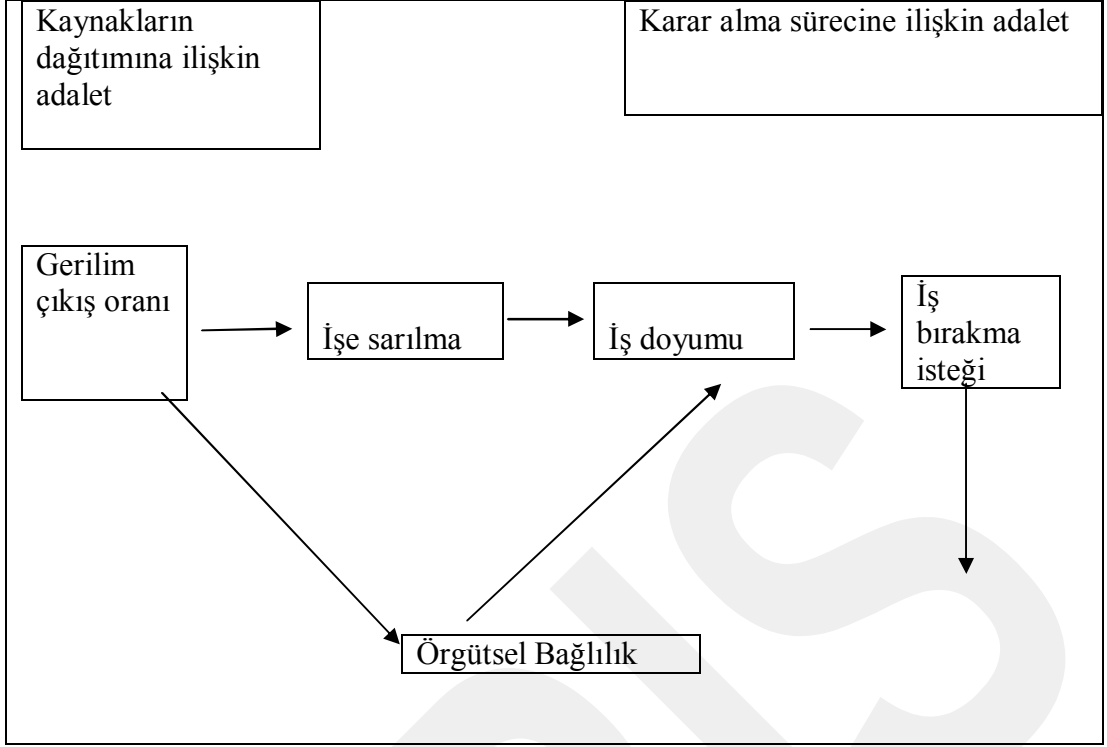 Kaynakların
dağıtımına ilişkin
adalet
Karar alma sürecine ilişkin adalet
Gerilim
çıkış oranı
İşe sarılma
İş doyumu
İş
bırakma
isteği
Örgütsel Bağlılık